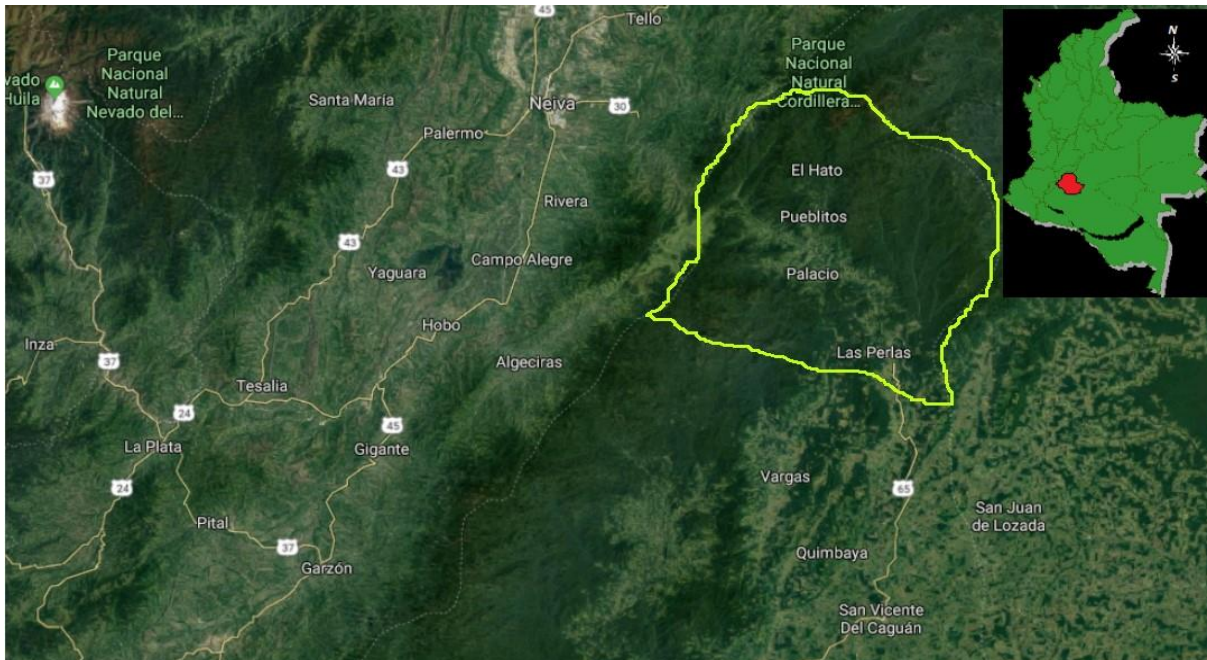 45
Tello
Parque
Nacional
Natural
Nevado del...
vado
Huila
Parque
Nacional
Natural
Cordillera...
N
S
Santa María
Neiva
30
Palermo
43
37
El Hato
Rivera
Pueblitos
43
Campo Alegre
Yaguara
Palacio
Hobo
Inza
37
Algeciras
Las Perlas
Tesalia
24
45
La Plata
Gigante
Vargas
24
65
San Juan
de Lozada
Pital
37
Quimbaya
Garzón
San Vicente
Del Caguán